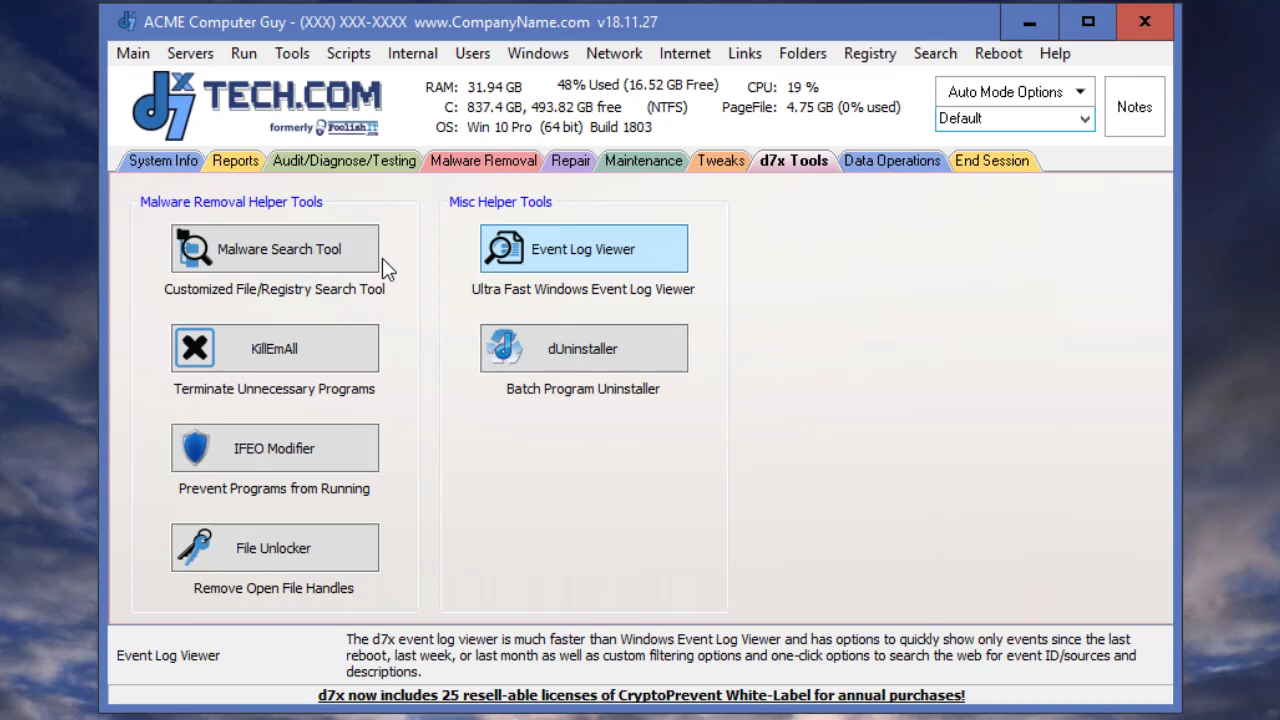 ACME Computer Guy - (XXX) XXX-XXXX www.CompanyName.com v18.11.27
Main Servers Run Tools Scripts Internal Users Windows Network Internet Links Folders Registry Search Reboot Help
d7x TECH.COM
formerly FoolishIT.com
RAM: 31.94 GB 48% Used (16.52 GB Free) CPU: 19 %
C: 837.4 GB, 493.82 GB free (NTFS) PageFile: 4.75 GB (0% used)
OS: Win 10 Pro (64 bit) Build 1803
Auto Mode Options
Default
Notes
System Info Reports Audit/Diagnose/Testing Malware Removal Repair Maintenance Tweaks d7x Tools Data Operations End Session
Malware Removal Helper Tools
Malware Search Tool
Customized File/Registry Search Tool
KillEmAll
Terminate Unnecessary Programs
IFEO Modifier
Prevent Programs from Running
File Unlocker
Remove Open File Handles
Misc Helper Tools
Event Log Viewer
Ultra Fast Windows Event Log Viewer
dUninstaller
Batch Program Uninstaller
Event Log Viewer
The d7x event log viewer is much faster than Windows Event Log Viewer and has options to quickly show only events since the last
reboot, last week, or last month as well as custom filtering options and one-click options to search the web for event ID/sources and
descriptions.
d7x now includes 25 resell-able licenses of CryptoPrevent White-Label for annual purchases!